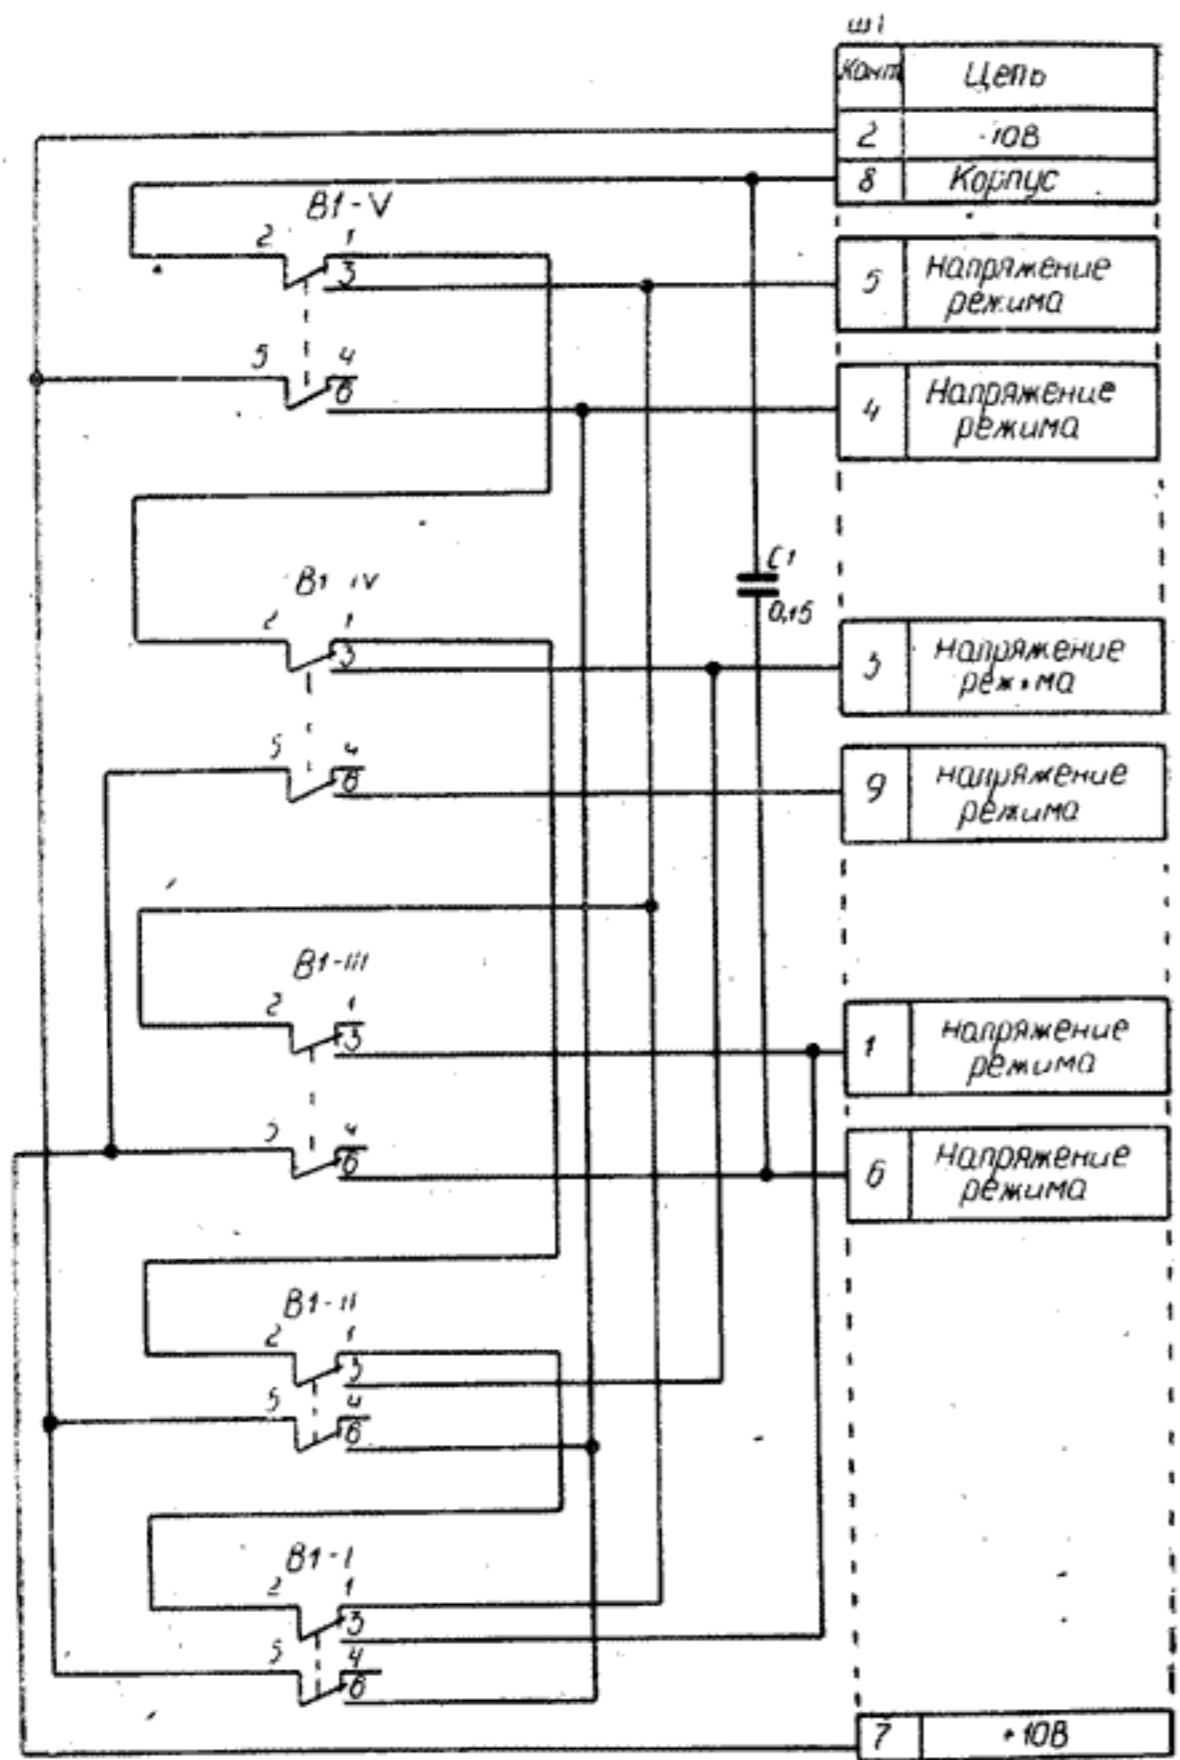 Ш1
Конт Цепь
2 -10В
8 Корпус
В1-V
2 1
3
5 Напряжение
режима
5 4
6
4 Напряжение
режима
С1
0,15
В1-IV
2 1
3
3 Напряжение
режима
5 4
6
9 Напряжение
режима
В1-III
2 1
3
1 Напряжение
режима
5 4
6
6 Напряжение
режима
В1-II
2 1
3
5 4
6
В1-I
2 1
3
5 4
6
7 +10В